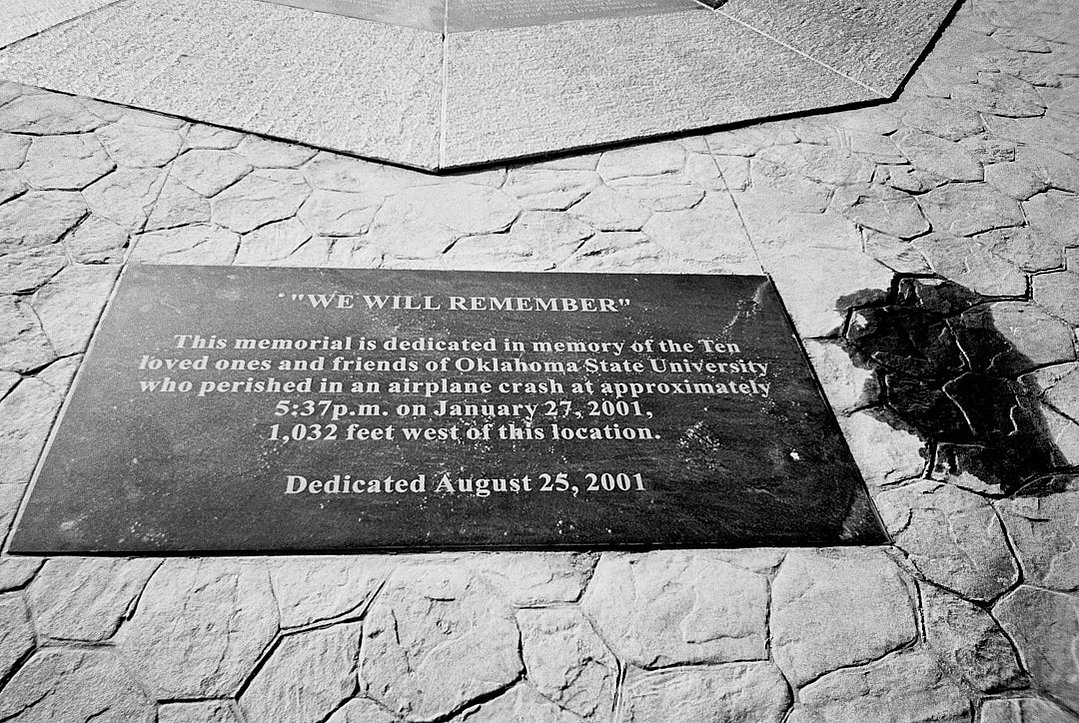 "WE WILL REMEMBER"
This memorial is dedicated in memory of the Ten
loved ones and friends of Oklahoma State University
who perished in an airplane crash at approximately
5:37p.m. on January 27, 2001,
1,032 feet west of this location.
Dedicated August 25, 2001